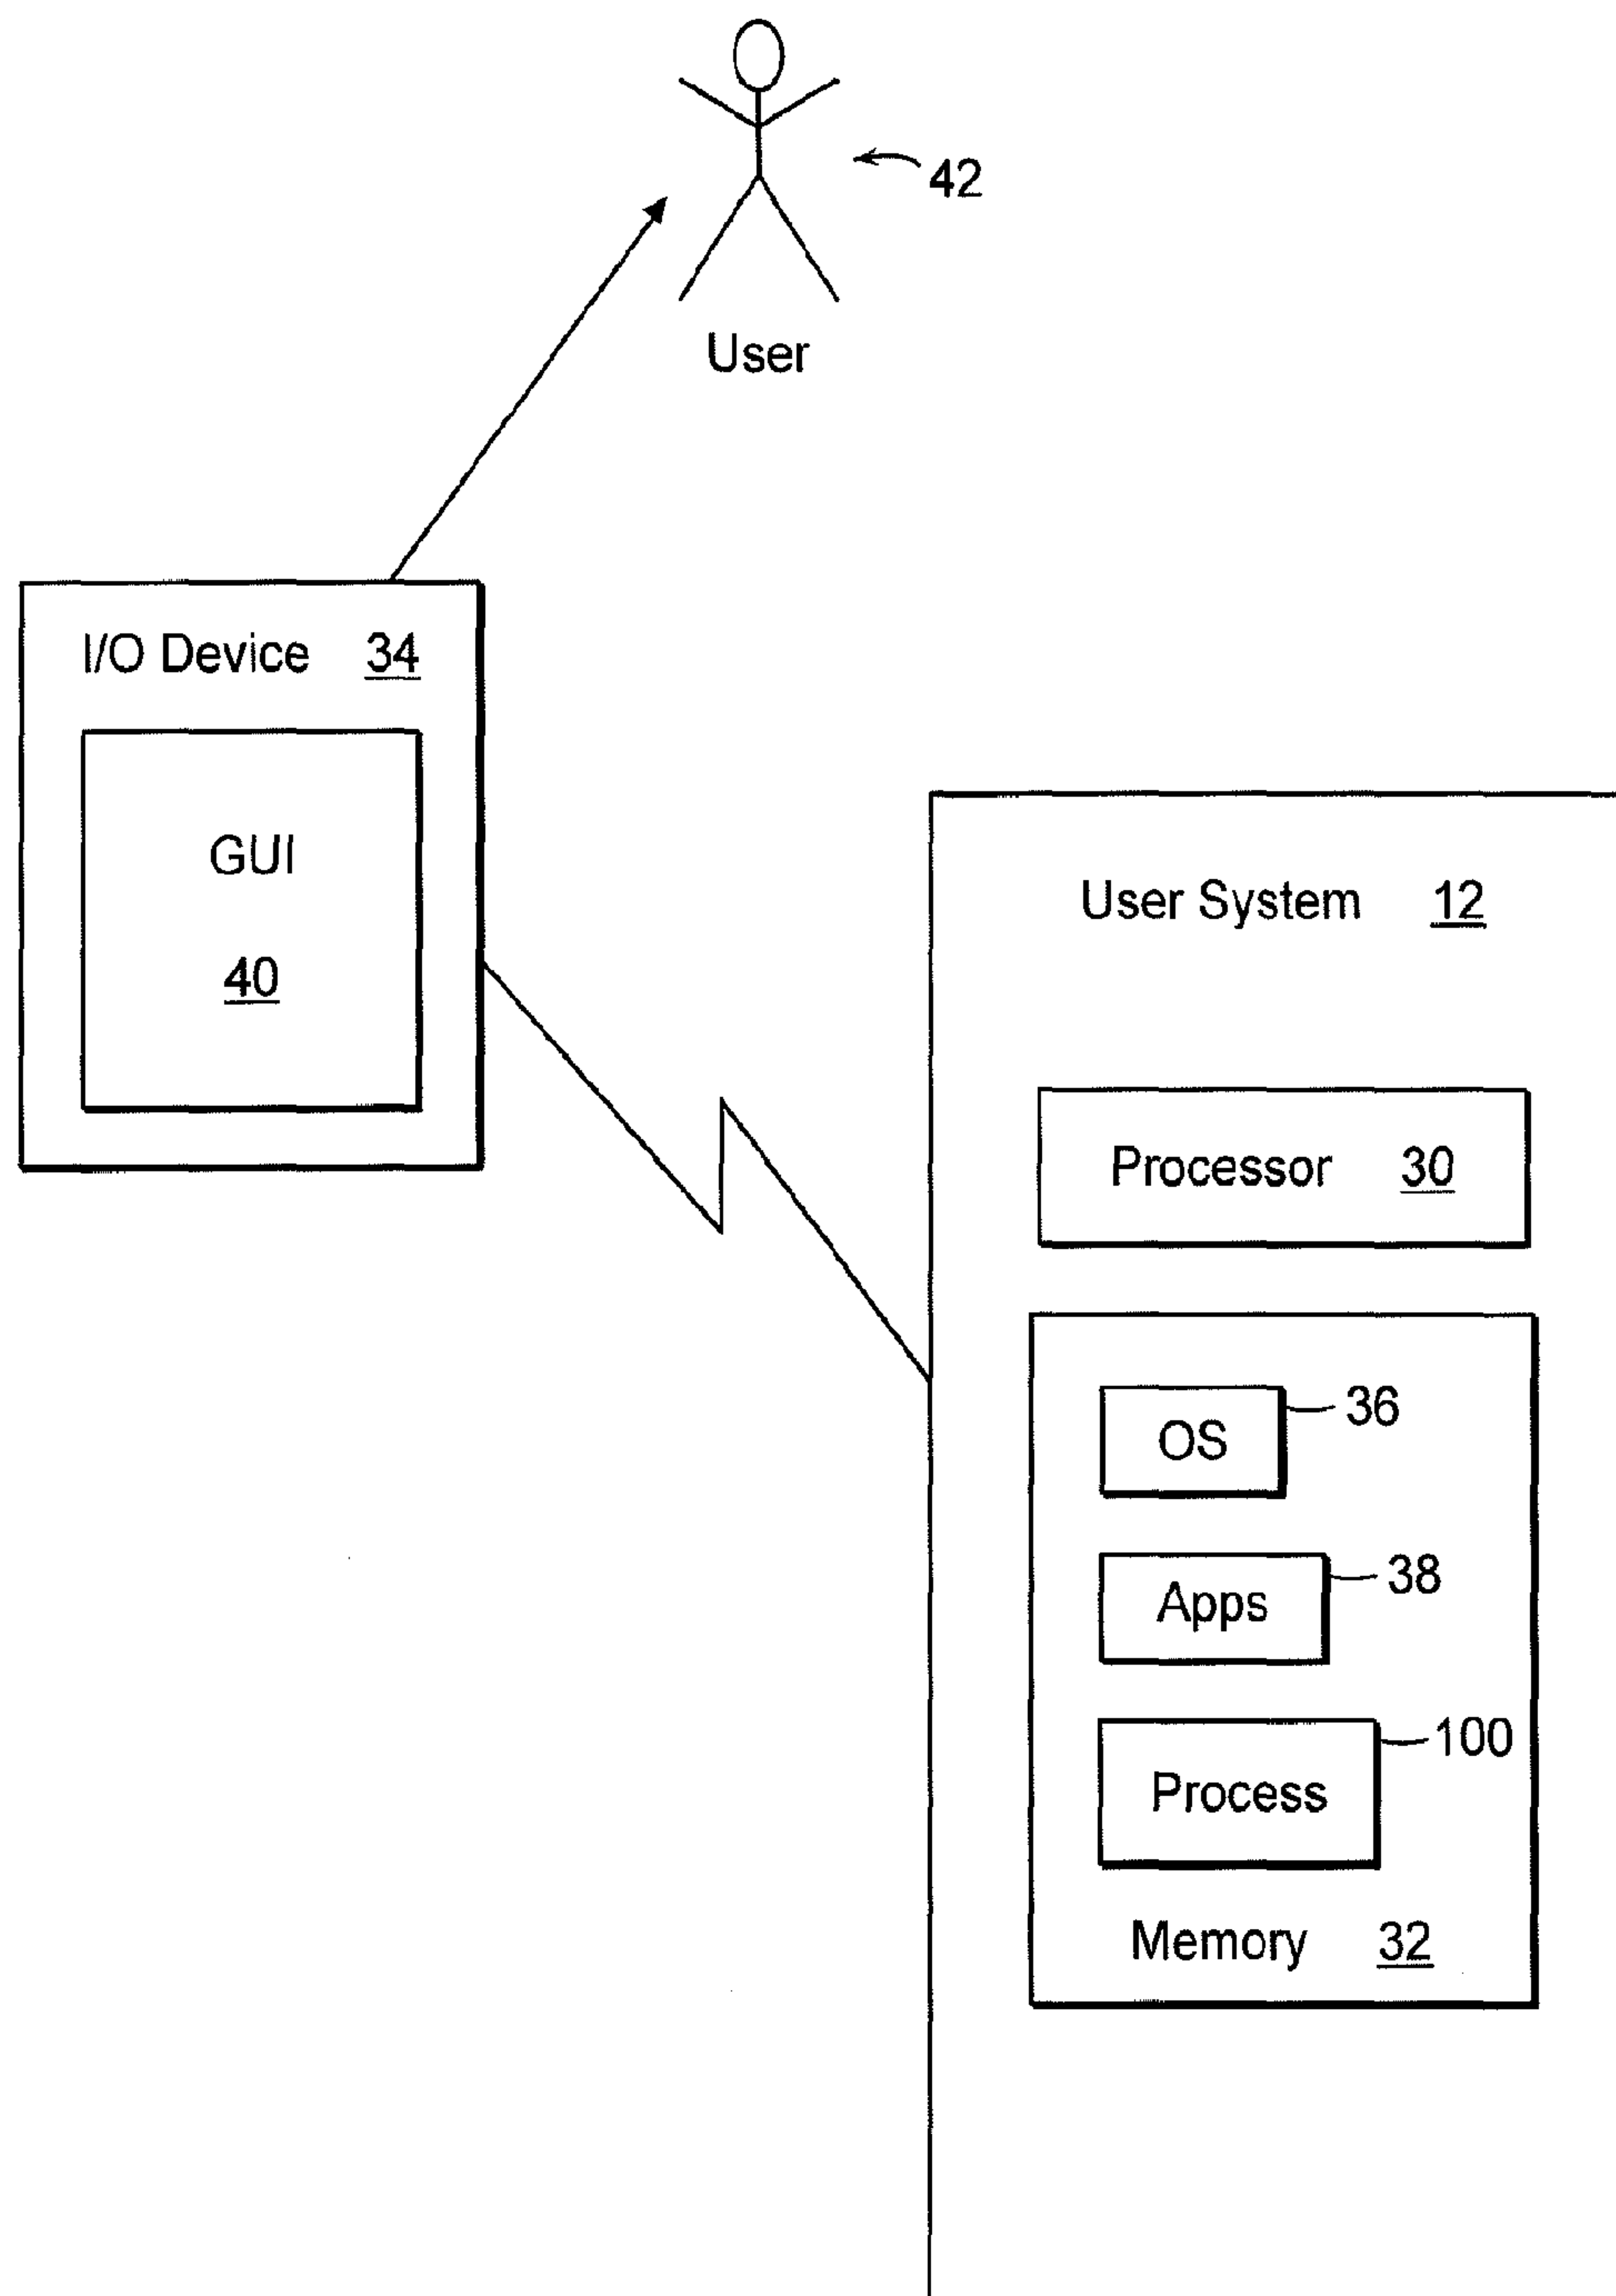 42
User
I/O Device 34
GUI
40
User System 12
Processor 30
OS
36
Apps
38
Process
100
Memory 32